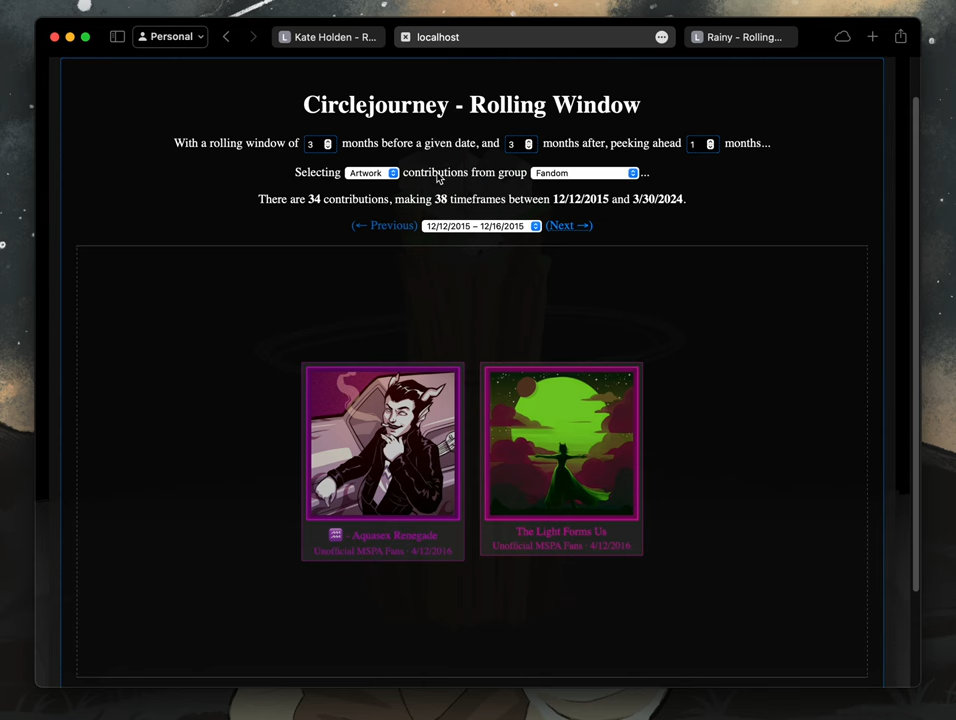 Personal
Kate Holden - R...
localhost
Rainy - Rolling...
Circlejourney - Rolling Window
With a rolling window of 3 months before a given date, and 3 months after, peeking ahead 1 months...
Selecting Artwork contributions from group Fandom ...
There are 34 contributions, making 38 timeframes between 12/12/2015 and 3/30/2024.
(← Previous) 12/12/2015 – 12/16/2015 (Next →)
♒ - Aquasex Renegade
Unofficial MSPA Fans · 4/12/2016
The Light Forms Us
Unofficial MSPA Fans · 4/12/2016